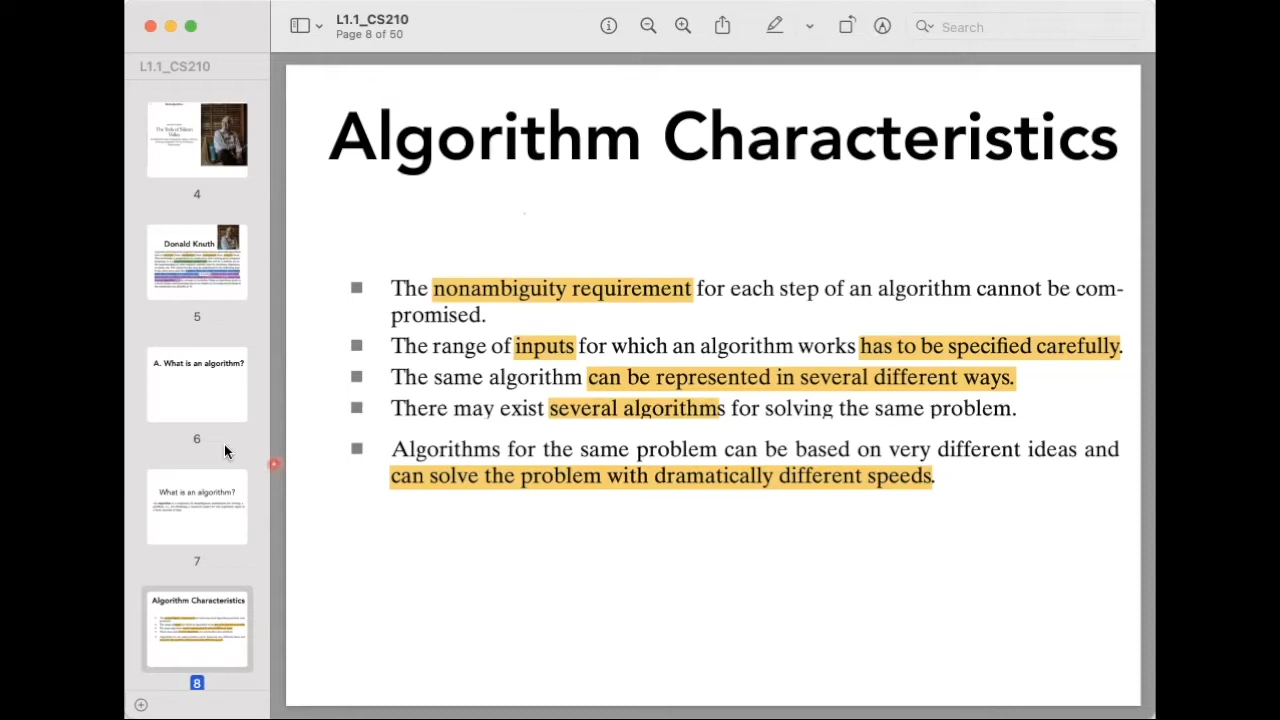 L1.1_CS210
Page 8 of 50
Search
L1.1_CS210
The Yoda of Silicon
Valley
4
Donald Knuth
5
A. What is an algorithm?
6
What is an algorithm?
7
Algorithm Characteristics
8
Algorithm Characteristics
■ The nonambiguity requirement for each step of an algorithm cannot be com-
promised.
■ The range of inputs for which an algorithm works has to be specified carefully.
■ The same algorithm can be represented in several different ways.
■ There may exist several algorithms for solving the same problem.
■ Algorithms for the same problem can be based on very different ideas and
can solve the problem with dramatically different speeds.